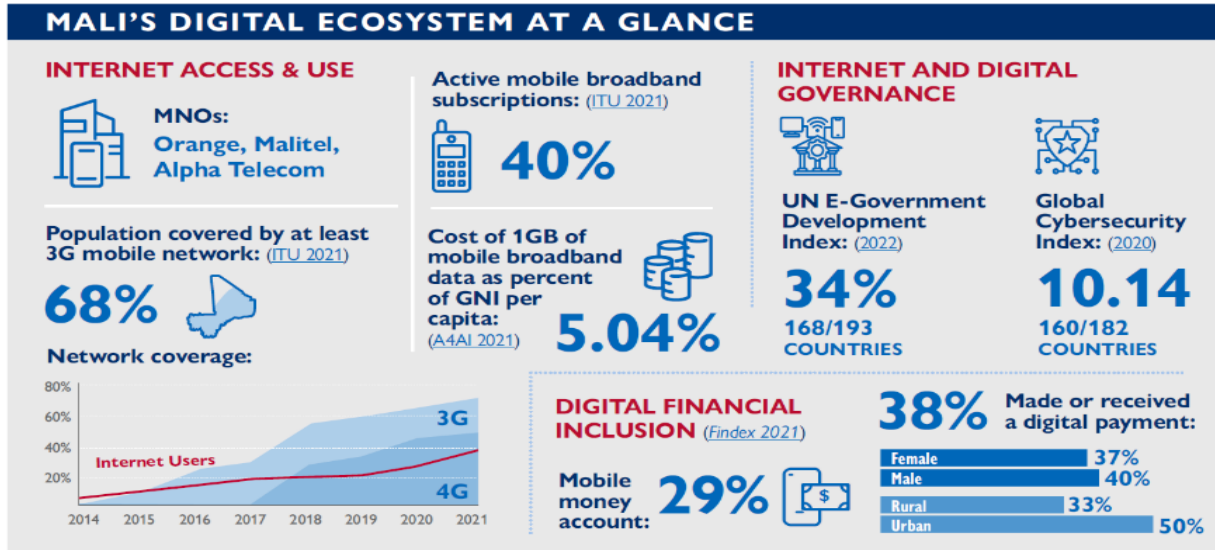 MALI'S DIGITAL ECOSYSTEM AT A GLANCE
INTERNET ACCESS & USE
MNOs:
Orange, Malitel,
Alpha Telecom
Population covered by at least
3G mobile network: (ITU 2021)
68%
Network coverage:
80%
60%
40%
20%
3G
Internet Users
4G
2014 2015 2016 2017 2018 2019 2020 2021
Active mobile broadband
subscriptions: (ITU 2021)
40%
Cost of 1GB of
mobile broadband
data as percent
of GNI per
capita:
(A4AI 2021)
5.04%
INTERNET AND DIGITAL
GOVERNANCE
UN E-Government
Development
Index: (2022)
34%
168/193
COUNTRIES
Global
Cybersecurity
Index: (2020)
10.14
160/182
COUNTRIES
DIGITAL FINANCIAL
INCLUSION (Findex 2021)
Mobile
money
account:
29%
$
38%
Made or received
a digital payment:
Female 37%
Male 40%
Rural 33%
Urban 50%